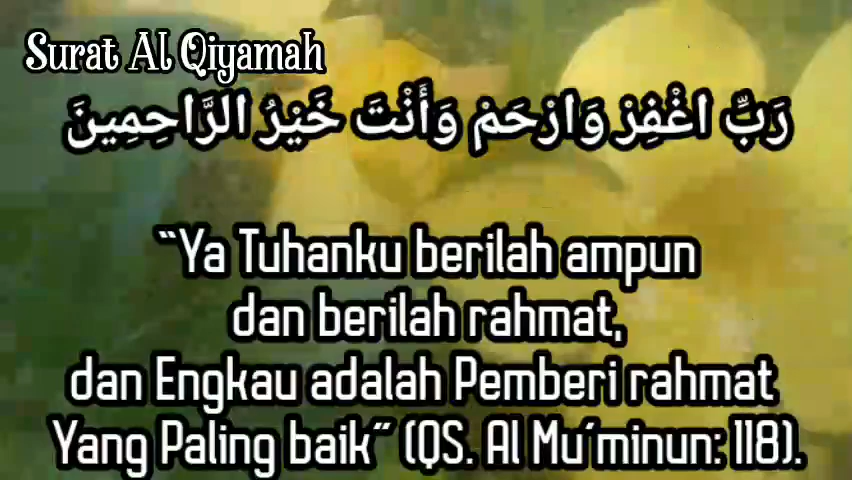 Surat Al Qiyamah
رَبِّ اغْفِرْ وَارْحَمْ وَأَنْتَ خَيْرُ الرَّاحِمِينَ
“Ya Tuhanku berilah ampun
dan berilah rahmat,
dan Engkau adalah Pemberi rahmat
Yang Paling baik” (QS. Al Mu’minun: 118).